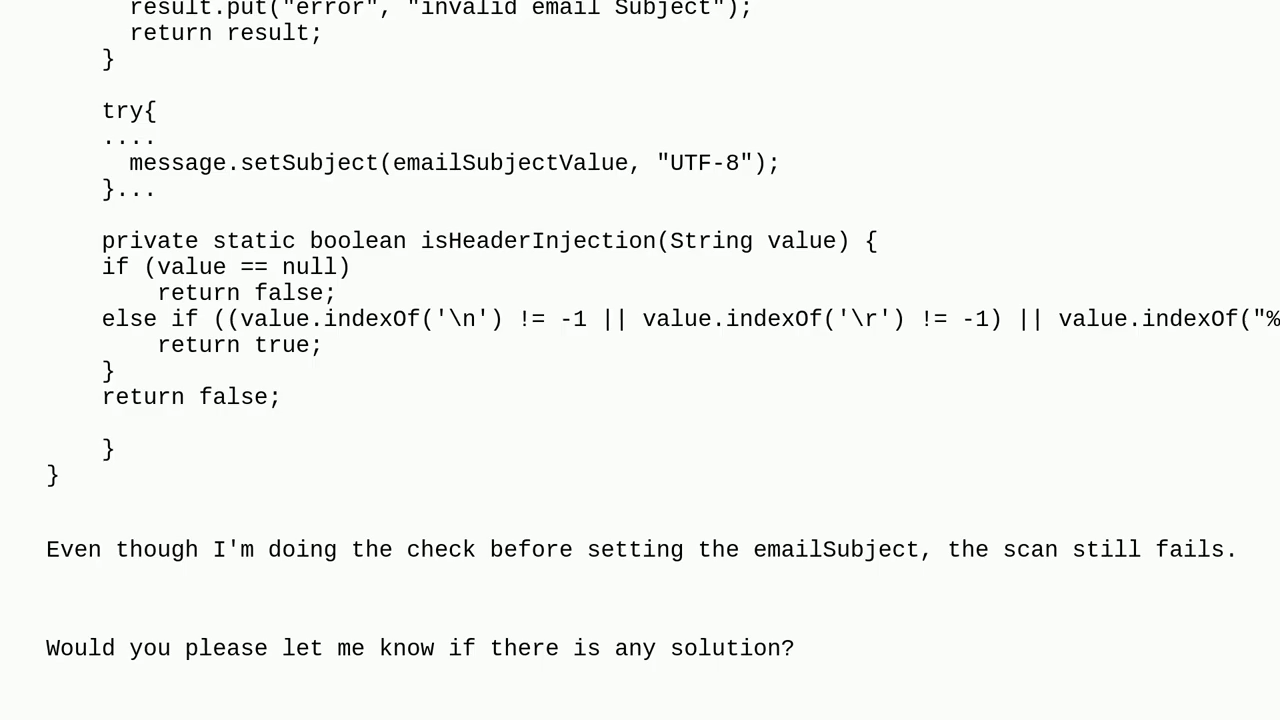 result.put("error", "invalid email Subject");
return result;
}
try{
....
message.setSubject(emailSubjectValue, "UTF-8");
}...
private static boolean isHeaderInjection(String value) {
if (value == null)
return false;
else if ((value.indexOf('\n') != -1 || value.indexOf('\r') != -1) || value.indexOf("%
return true;
}
return false;
}
}
Even though I'm doing the check before setting the emailSubject, the scan still fails.
Would you please let me know if there is any solution?